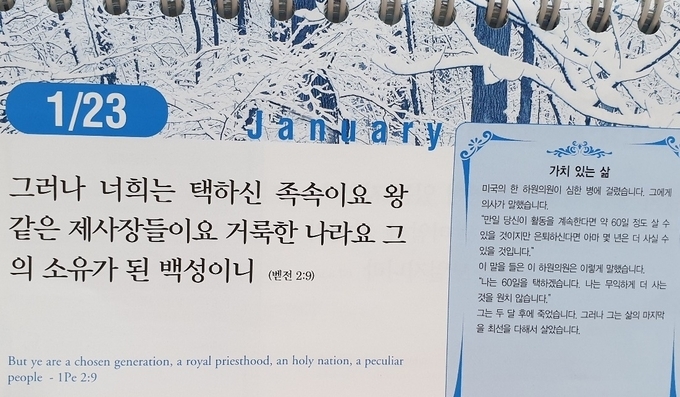 1/23
January
그러나 너희는 택하신 족속이요 왕
같은 제사장들이요 거룩한 나라요 그
의 소유가 된 백성이니 (벧전 2:9)
But ye are a chosen generation, a royal priesthood, an holy nation, a peculiar
people - 1Pe 2:9
가치 있는 삶
미국의 한 하원의원이 심한 병에 걸렸습니다. 그에게
의사가 말했습니다.
"만일 당신이 활동을 계속한다면 약 60일 정도 살 수
있을 것이지만 은퇴하신다면 아마 몇 년은 더 사실 수
있을 것입니다."
이 말을 들은 이 하원의원은 이렇게 말했습니다.
"나는 60일을 택하겠습니다. 나는 무익하게 더 사는
것을 원치 않습니다."
그는 두 달 후에 죽었습니다. 그러나 그는 삶의 마지막
을 최선을 다해서 살았습니다.